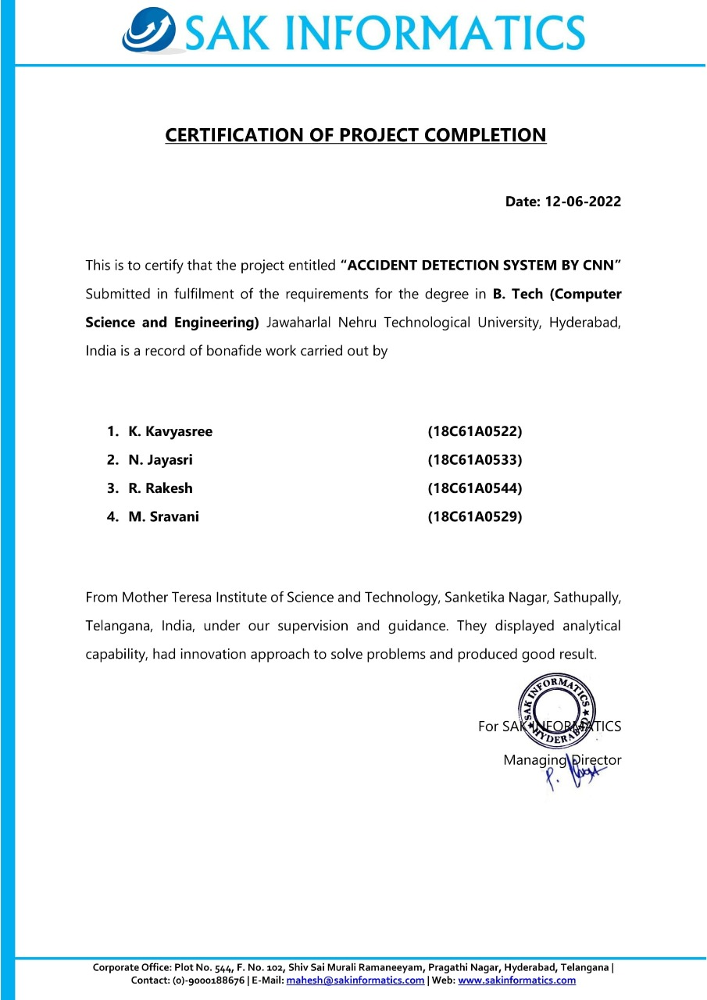 SAK INFORMATICS
CERTIFICATION OF PROJECT COMPLETION
Date: 12-06-2022
This is to certify that the project entitled “ACCIDENT DETECTION SYSTEM BY CNN”
Submitted in fulfilment of the requirements for the degree in B. Tech (Computer
Science and Engineering) Jawaharlal Nehru Technological University, Hyderabad,
India is a record of bonafide work carried out by
1. K. Kavyasree (18C61A0522)
2. N. Jayasri (18C61A0533)
3. R. Rakesh (18C61A0544)
4. M. Sravani (18C61A0529)
From Mother Teresa Institute of Science and Technology, Sanketika Nagar, Sathupally,
Telangana, India, under our supervision and guidance. They displayed analytical
capability, had innovation approach to solve problems and produced good result.
SAK INFORMATICS
HYDERABAD
For SAK INFORMATICS
Managing Director
P.
Corporate Office: Plot No. 544, F. No. 102, Shiv Sai Murali Ramaneeyam, Pragathi Nagar, Hyderabad, Telangana |
Contact: (0)-9000188676 | E-Mail: mahesh@sakinformatics.com | Web: www.sakinformatics.com